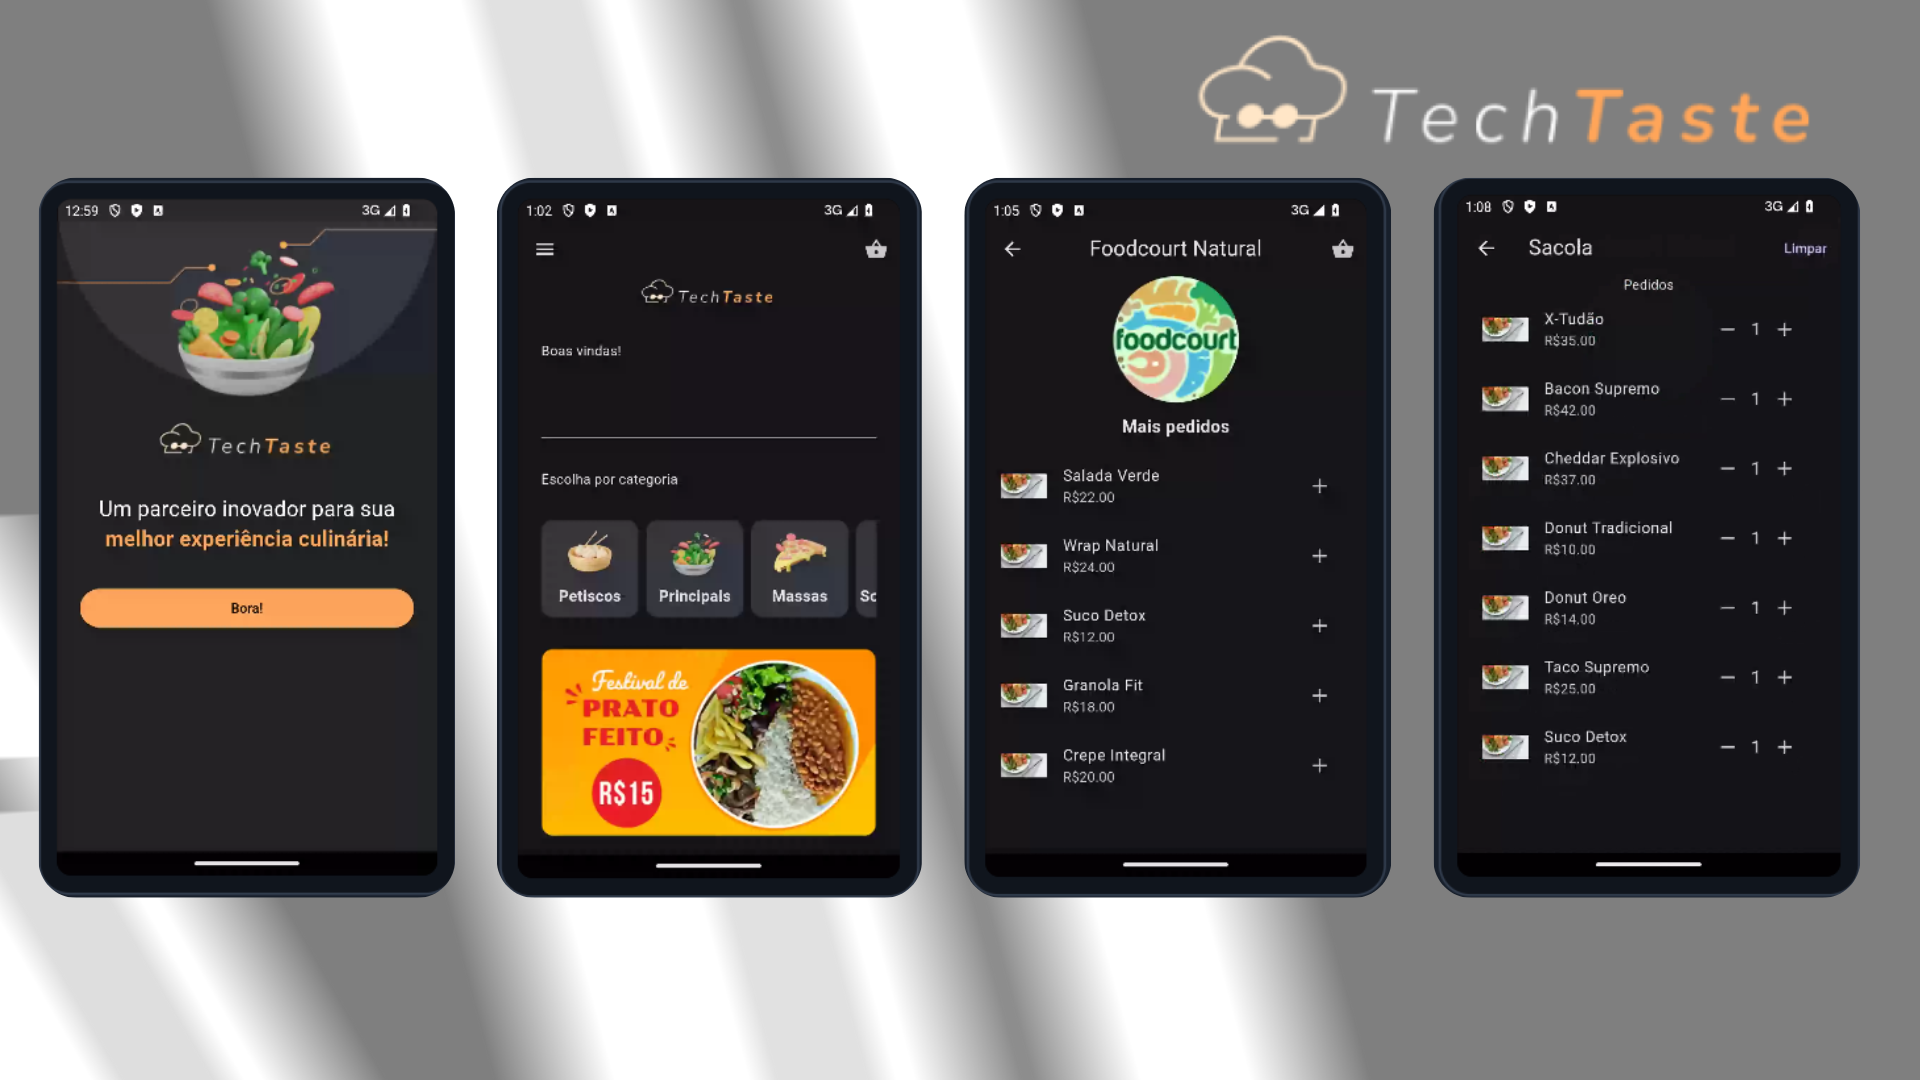 TechTaste
12:59
3G
TechTaste
Um parceiro inovador para sua
melhor experiência culinária!
Bora!
1:02
3G
TechTaste
Boas vindas!
Escolha por categoria
Petiscos
Principais
Massas
So
Festival de
PRATO
FEITO
R$15
1:05
3G
Foodcourt Natural
foodcourt
Mais pedidos
Salada Verde
R$22.00
+
Wrap Natural
R$24.00
+
Suco Detox
R$12.00
+
Granola Fit
R$18.00
+
Crepe Integral
R$20.00
+
1:08
3G
Sacola
Limpar
Pedidos
X-Tudão
R$35.00
− 1 +
Bacon Supremo
R$42.00
− 1 +
Cheddar Explosivo
R$37.00
− 1 +
Donut Tradicional
R$10.00
− 1 +
Donut Oreo
R$14.00
− 1 +
Taco Supremo
R$25.00
− 1 +
Suco Detox
R$12.00
− 1 +